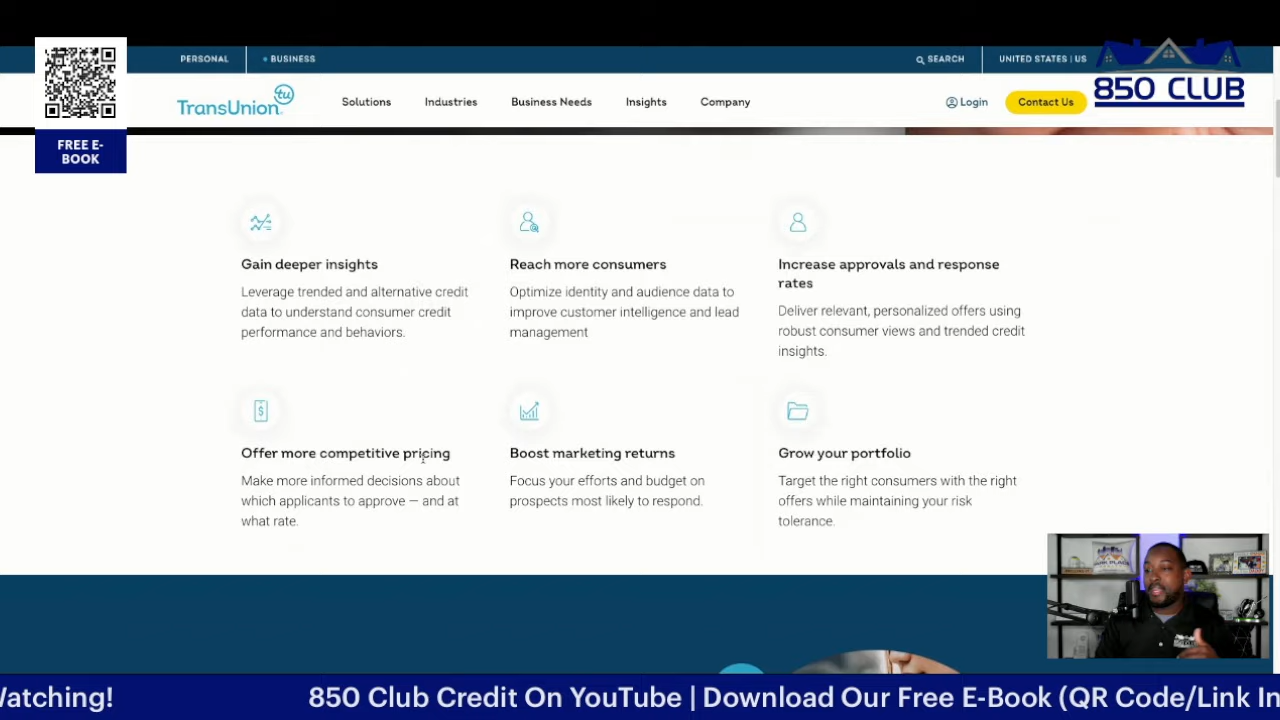 PERSONAL
BUSINESS
SEARCH
UNITED STATES | US
850 CLUB
FREE E-
BOOK
TransUnion
tu
Solutions
Industries
Business Needs
Insights
Company
Login
Contact Us
Gain deeper insights
Leverage trended and alternative credit
data to understand consumer credit
performance and behaviors.
Reach more consumers
Optimize identity and audience data to
improve customer intelligence and lead
management
Increase approvals and response
rates
Deliver relevant, personalized offers using
robust consumer views and trended credit
insights.
Offer more competitive pricing
Make more informed decisions about
which applicants to approve — and at
what rate.
Boost marketing returns
Focus your efforts and budget on
prospects most likely to respond.
Grow your portfolio
Target the right consumers with the right
offers while maintaining your risk
tolerance.
Watching! 850 Club Credit On YouTube | Download Our Free E-Book (QR Code/Link In